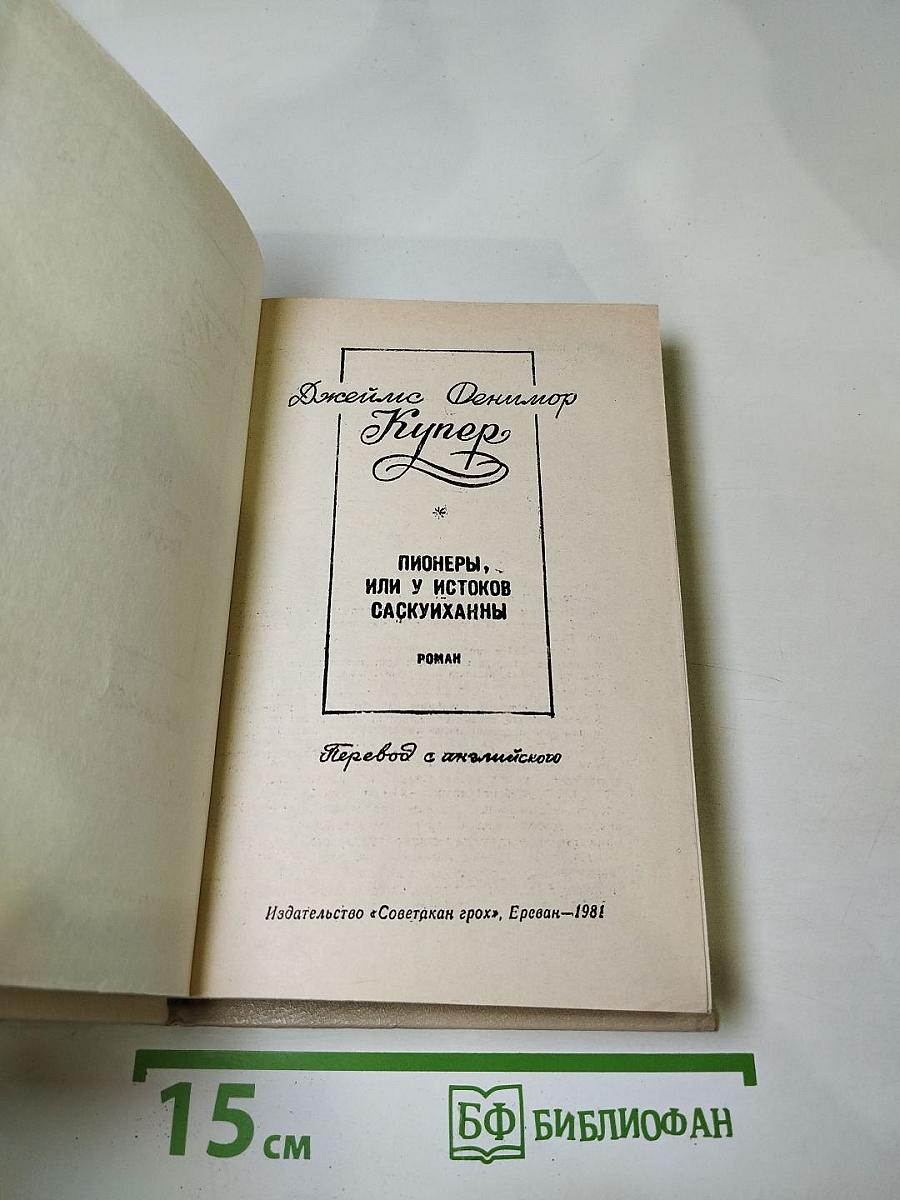 Джеймс Фенимор
Купер
*
ПИОНЕРЫ,
ИЛИ У ИСТОКОВ
САСКУИХАННЫ
РОМАН
Перевод с английского
Издательство «Советакан грох», Ереван—1981
15 см
БФ БИБЛИОФАН